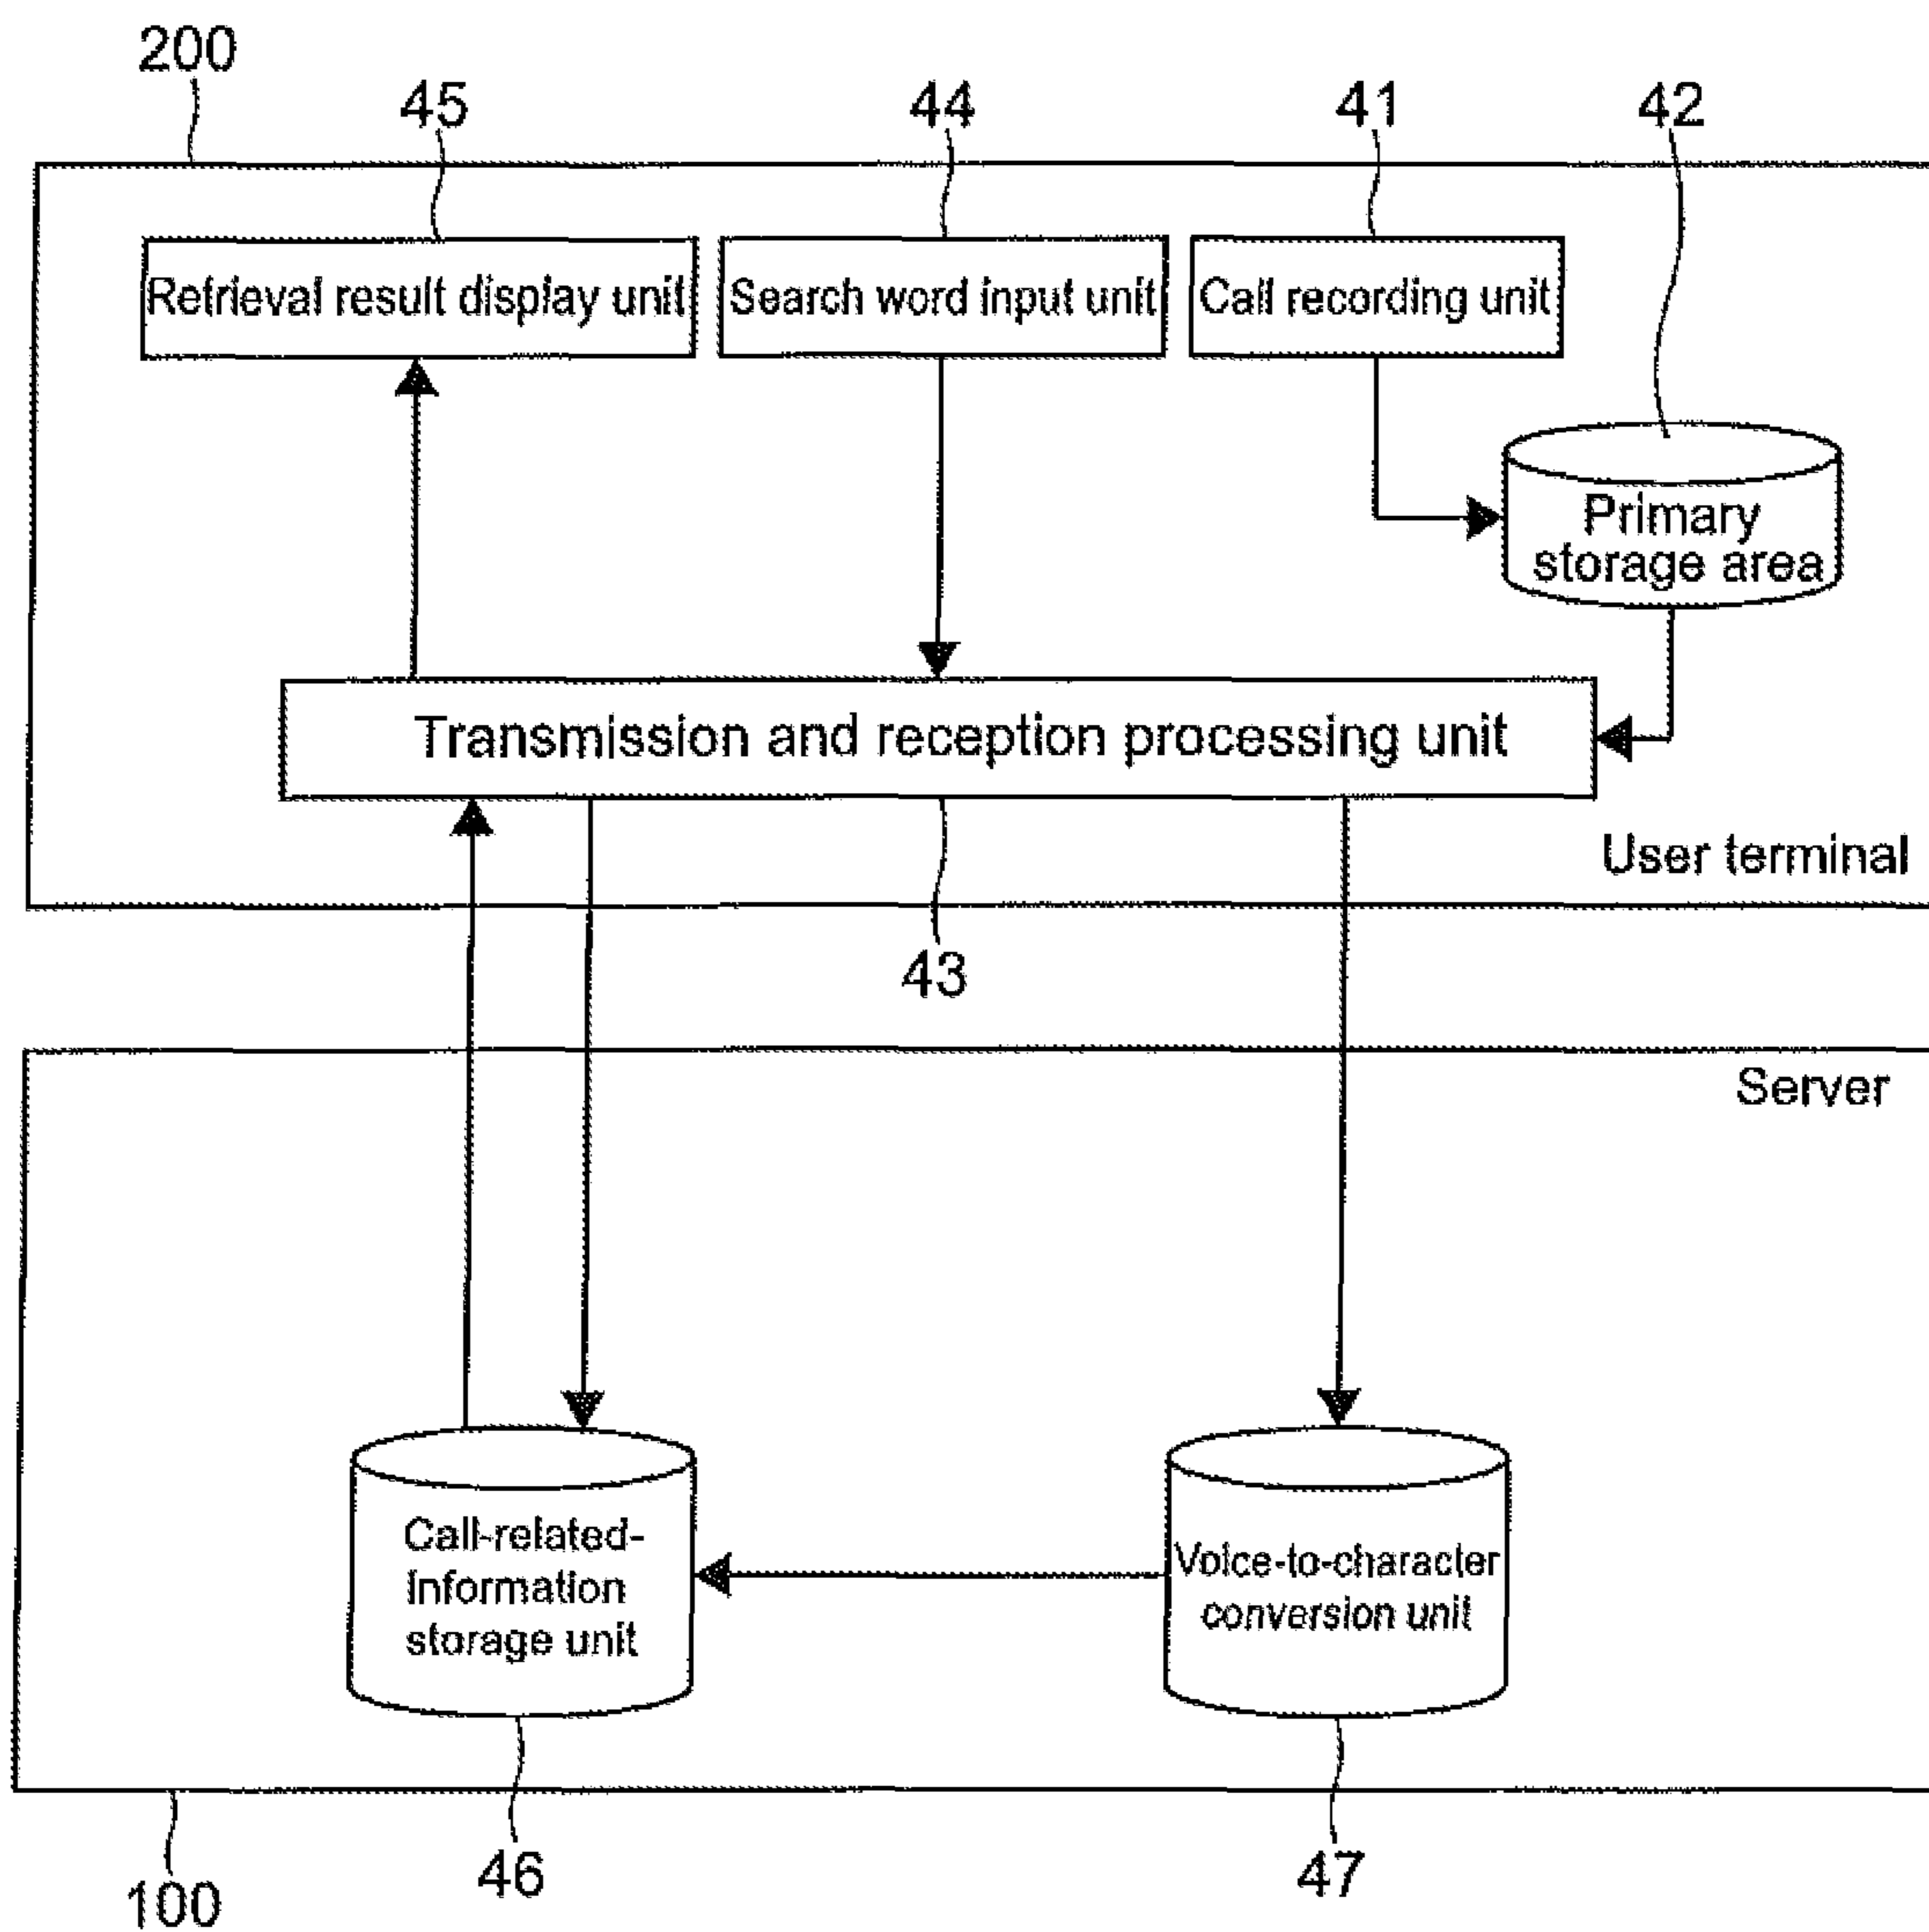 200
45
44
41
42
Retrieval result display unit
Search word input unit
Call recording unit
Primary
storage area
Transmission and reception processing unit
User terminal
43
Server
Call-related-
information
storage unit
Voice-to-character
conversion unit
46
47
100